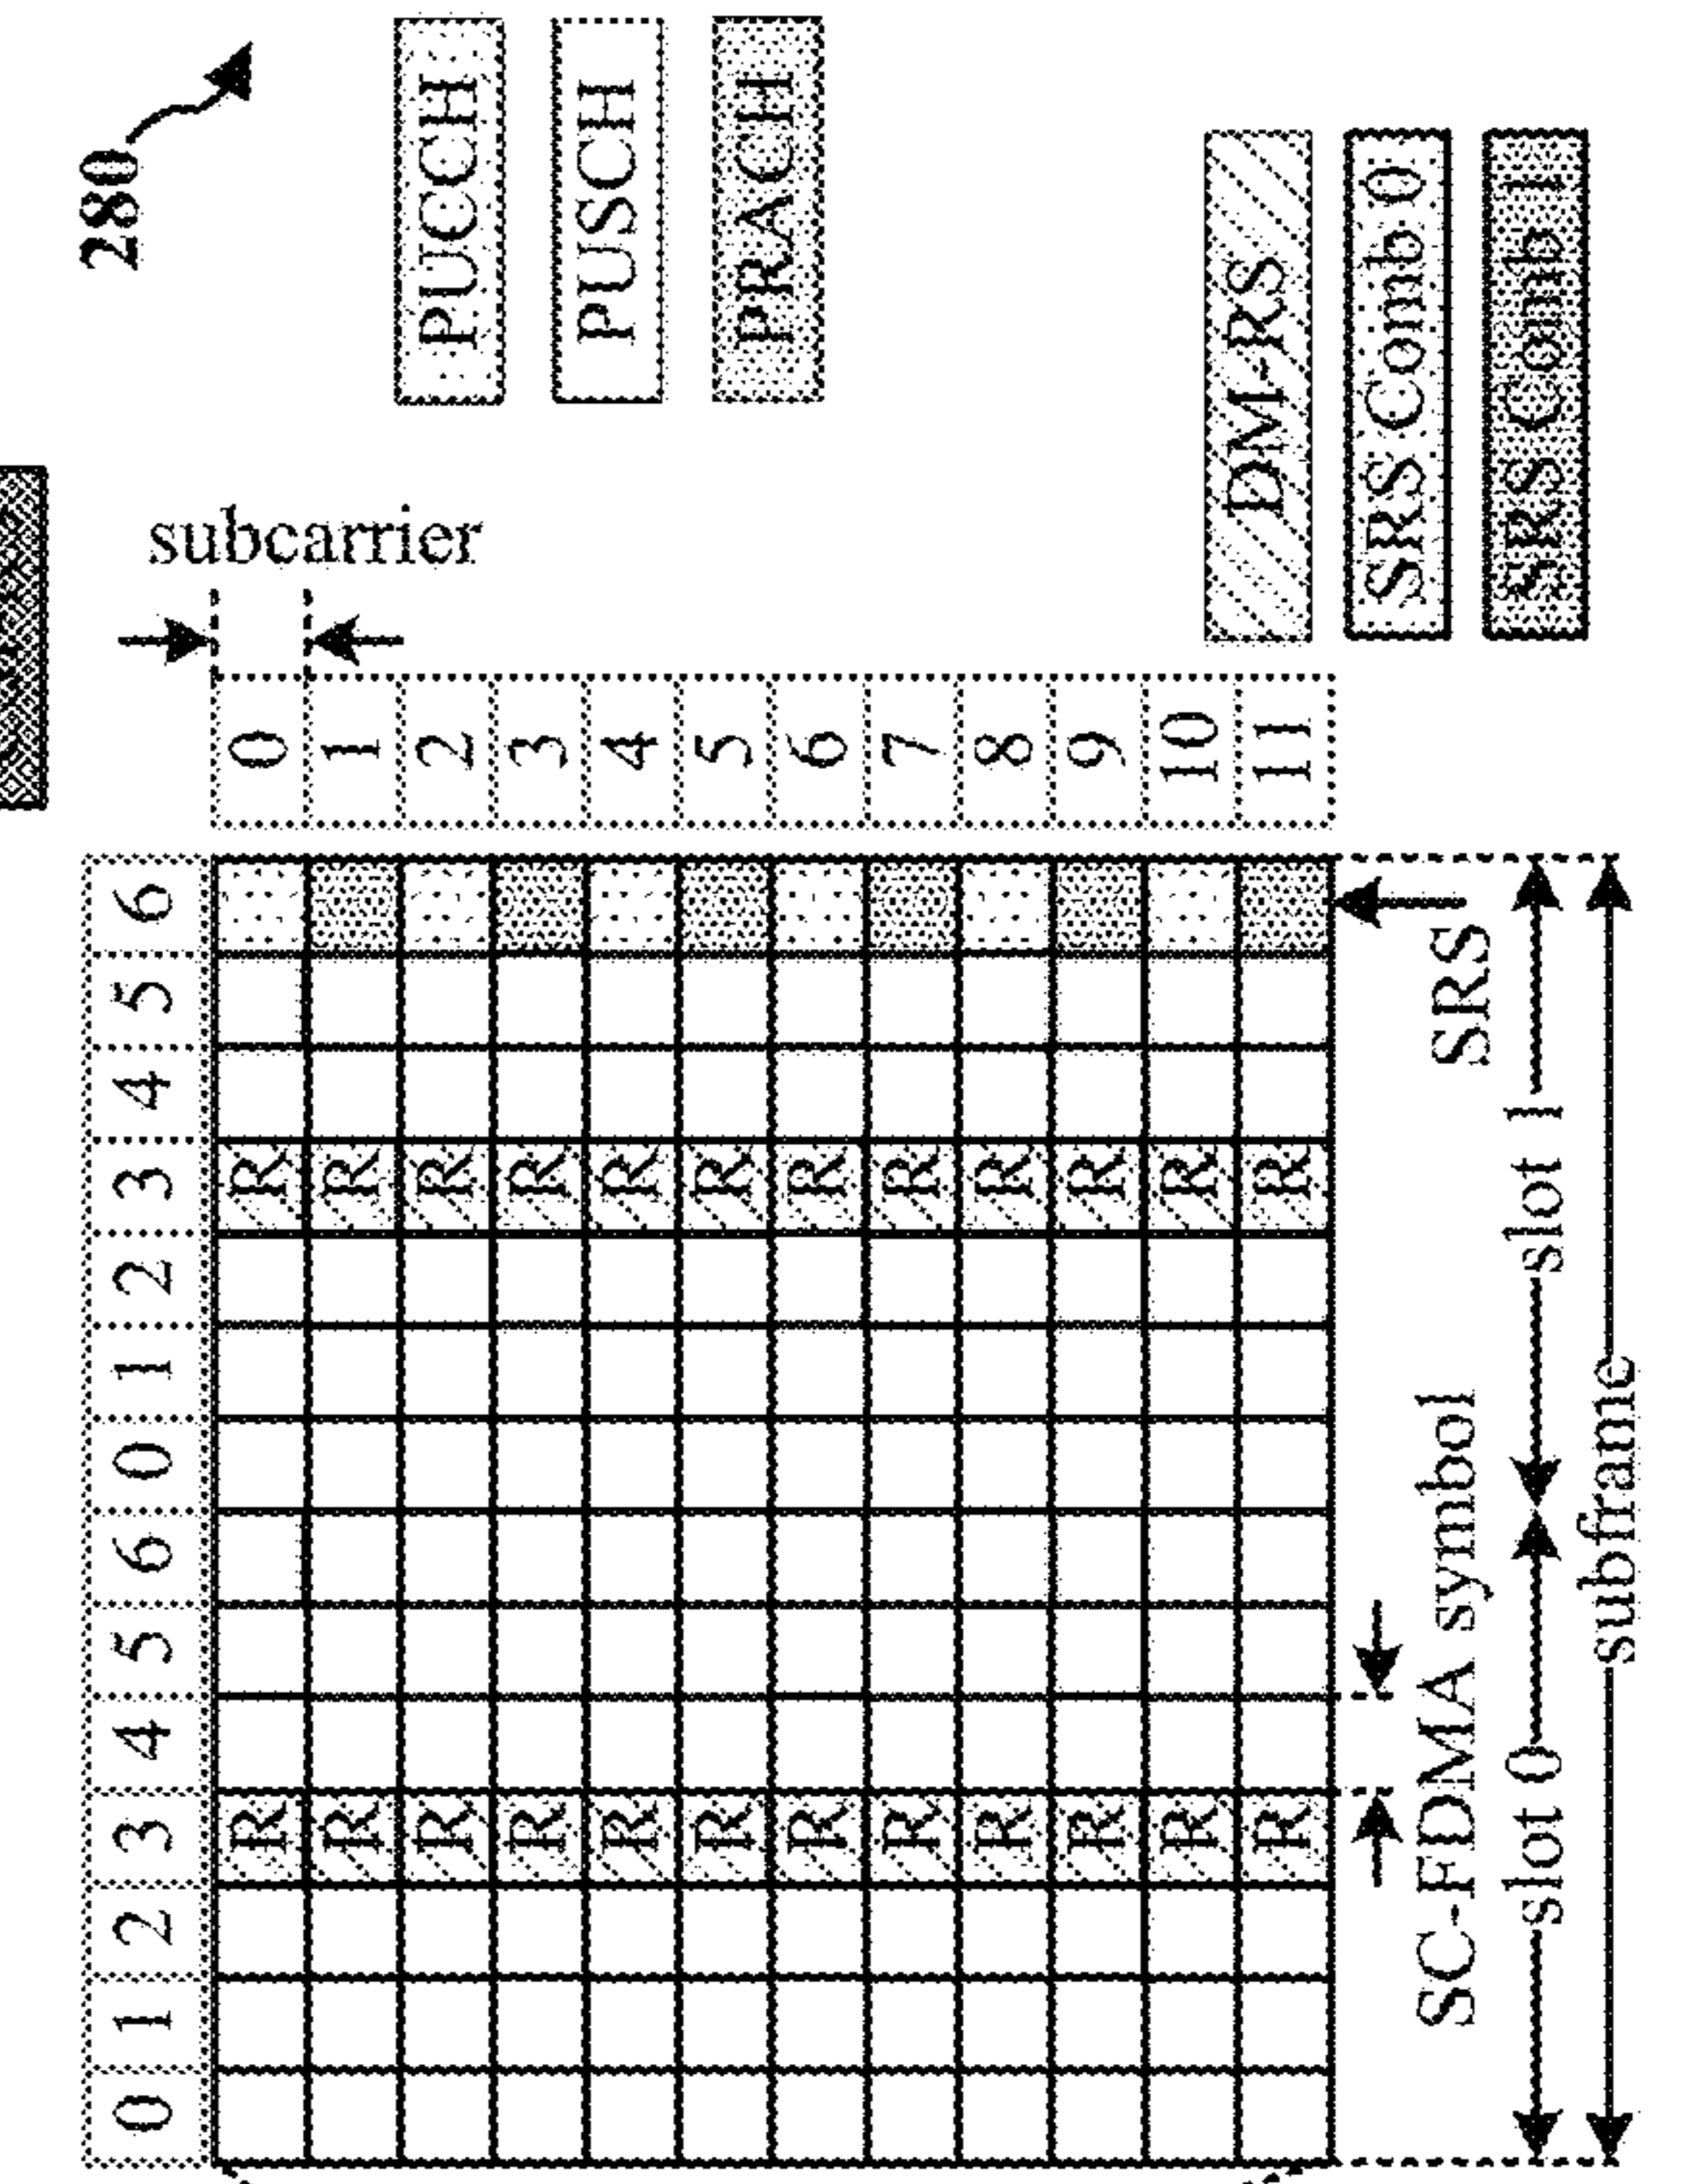 280
0 1 2 3 4 5 6 0 1 2 3 4 5 6
subcarrier
R R 0
R R 1
R R 2
R R 3
R R 4
R R 5
R R 6
R R 7
R R 8
R R 9
R R 10
R R 11
PUCCH
PUSCH
PRACH
DM-RS
SRS Comb 0
SRS Comb 1
SC-FDMA symbol
SRS
slot 0
slot 1
subframe